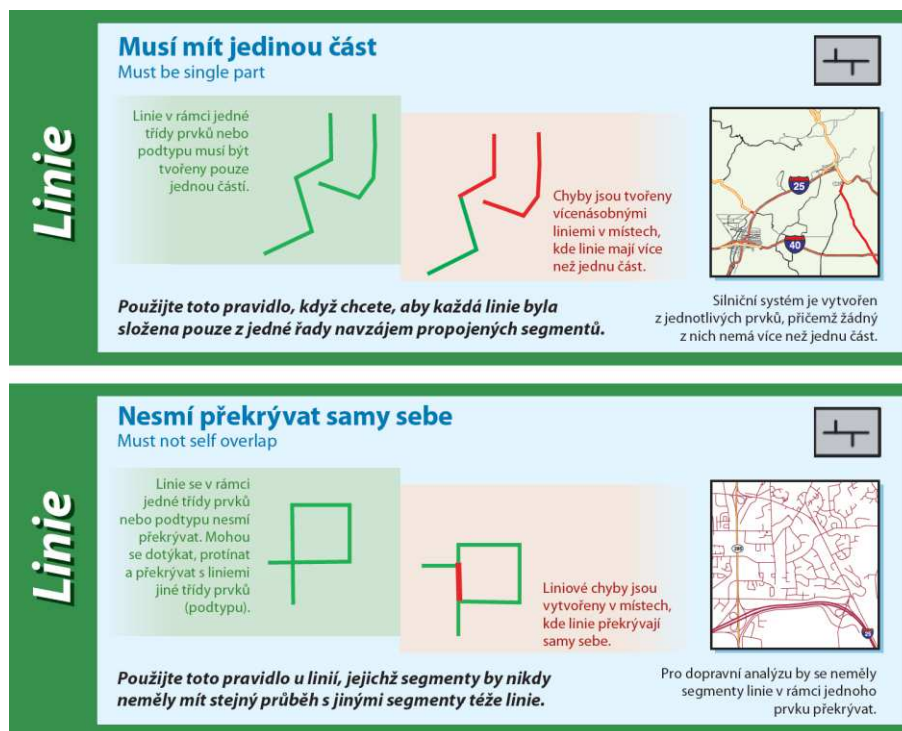 Linie
Musí mít jedinou část
Must be single part
Linie v rámci jedné
třídy prvků nebo
podtypu musí být
tvořeny pouze
jednou částí.
Chyby jsou tvořeny
vícenásobnými
liniemi v místech,
kde linie mají více
než jednu část.
25
40
Použijte toto pravidlo, když chcete, aby každá linie byla
složena pouze z jedné řady navzájem propojených segmentů.
Silniční systém je vytvořen
z jednotlivých prvků, přičemž žádný
z nich nemá více než jednu část.
Linie
Nesmí překrývat samy sebe
Must not self overlap
Linie se v rámci
jedné třídy prvků
nebo podtypu nesmí
překrývat. Mohou
se dotýkat, protínat
a překrývat s liniemi
jiné třídy prvků
(podtypu).
Liniové chyby jsou
vytvořeny v místech,
kde linie překrývají
samy sebe.
Použijte toto pravidlo u linií, jejichž segmenty by nikdy
neměly mít stejný průběh s jinými segmenty téže linie.
Pro dopravní analýzu by se neměly
segmenty linie v rámci jednoho
prvku překrývat.